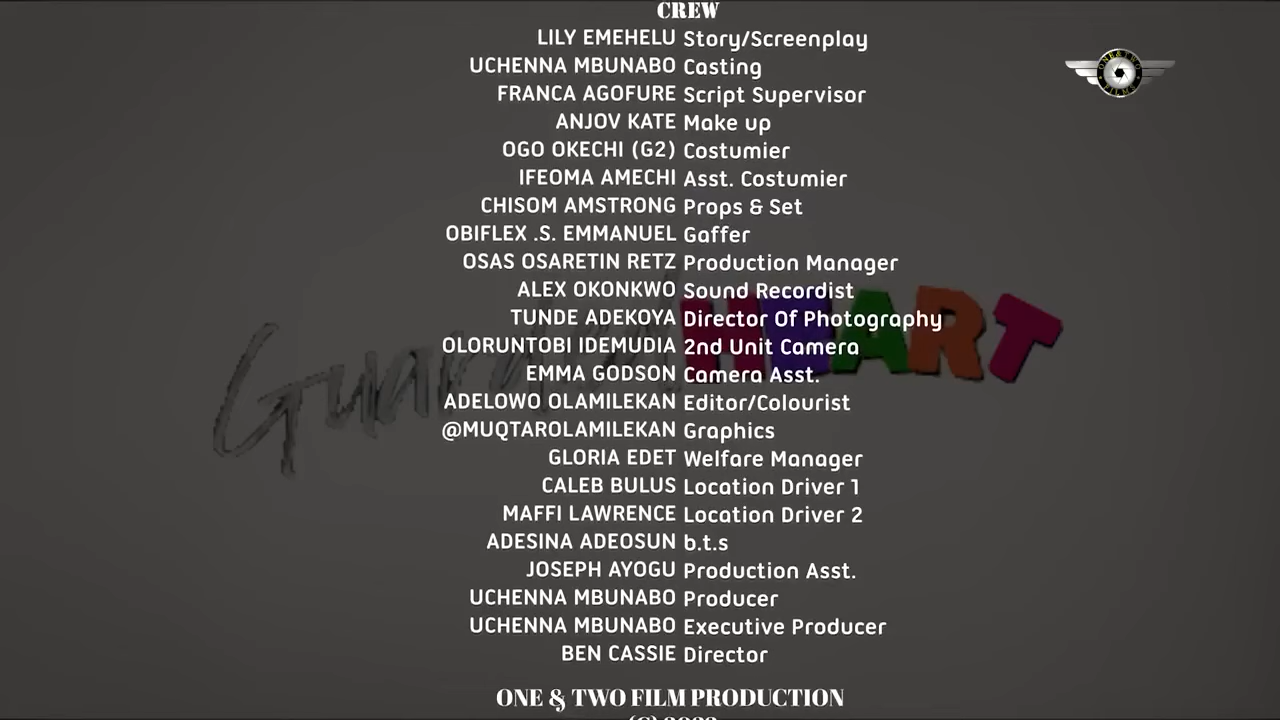 CREW
LILY EMEHELU Story/Screenplay
ONE & TWO
FILMS
UCHENNA MBUNABO Casting
FRANCA AGOFURE Script Supervisor
ANJOV KATE Make up
OGO OKECHI (G2) Costumier
IFEOMA AMECHI Asst. Costumier
CHISOM AMSTRONG Props & Set
OBIFLEX .S. EMMANUEL Gaffer
OSAS OSARETIN RETZ Production Manager
ALEX OKONKWO Sound Recordist
TUNDE ADEKOYA Director Of Photography
OLORUNTOBI IDEMUDIA 2nd Unit Camera
EMMA GODSON Camera Asst.
ADELOWO OLAMILEKAN Editor/Colourist
@MUQTAROLAMILEKAN Graphics
GLORIA EDET Welfare Manager
CALEB BULUS Location Driver 1
MAFFI LAWRENCE Location Driver 2
ADESINA ADEOSUN b.t.s
JOSEPH AYOGU Production Asst.
UCHENNA MBUNABO Producer
UCHENNA MBUNABO Executive Producer
BEN CASSIE Director
HEART
ONE & TWO FILM PRODUCTION